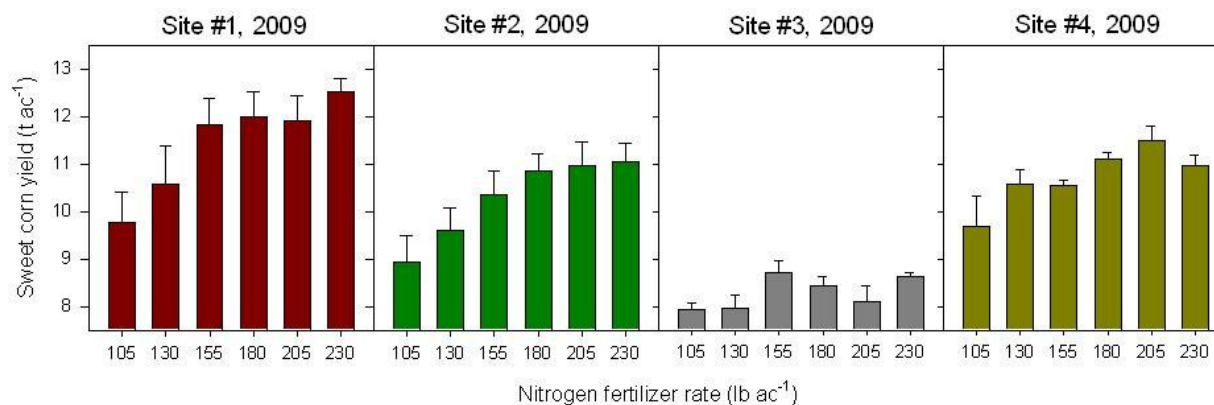 Site #1, 2009
Site #2, 2009
Site #3, 2009
Site #4, 2009
Sweet corn yield (t ac⁻¹)
13
12
11
10
9
8
105 130 155 180 205 230
105 130 155 180 205 230
105 130 155 180 205 230
105 130 155 180 205 230
Nitrogen fertilizer rate (lb ac⁻¹)